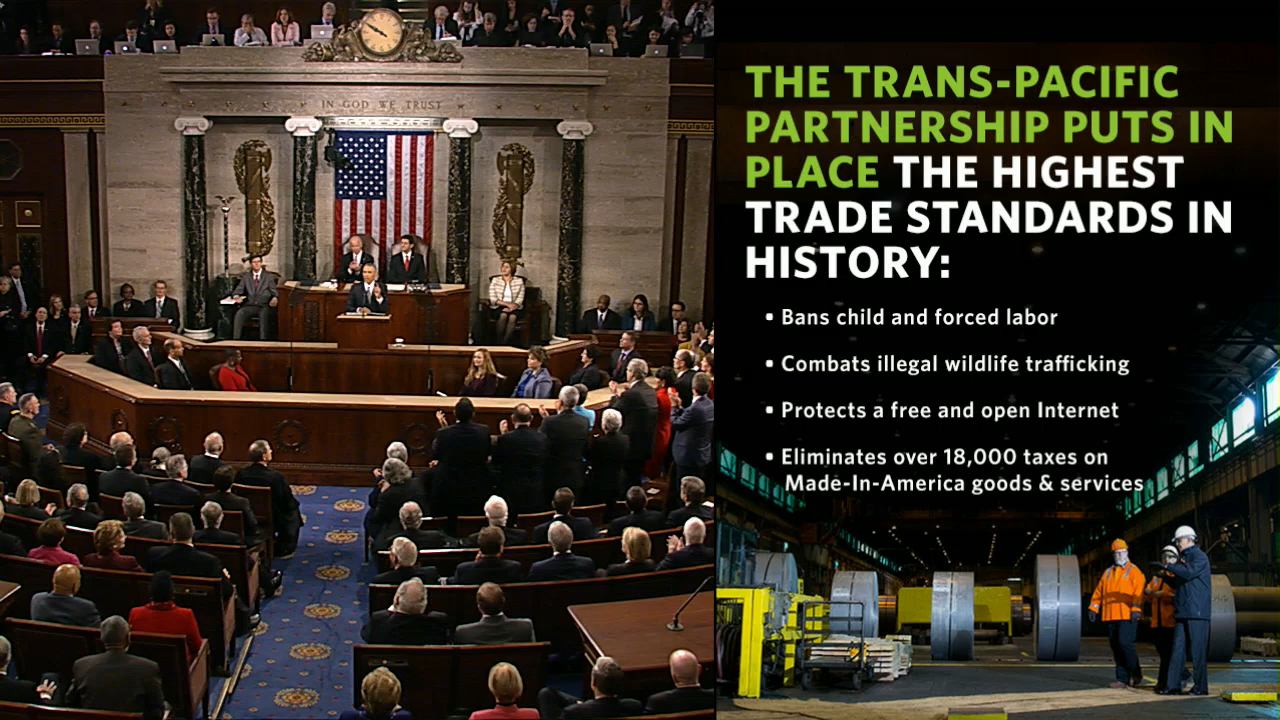 IN GOD WE TRUST
THE TRANS-PACIFIC
PARTNERSHIP PUTS IN
PLACE THE HIGHEST
TRADE STANDARDS IN
HISTORY:
• Bans child and forced labor
• Combats illegal wildlife trafficking
• Protects a free and open Internet
• Eliminates over 18,000 taxes on
Made-In-America goods & services